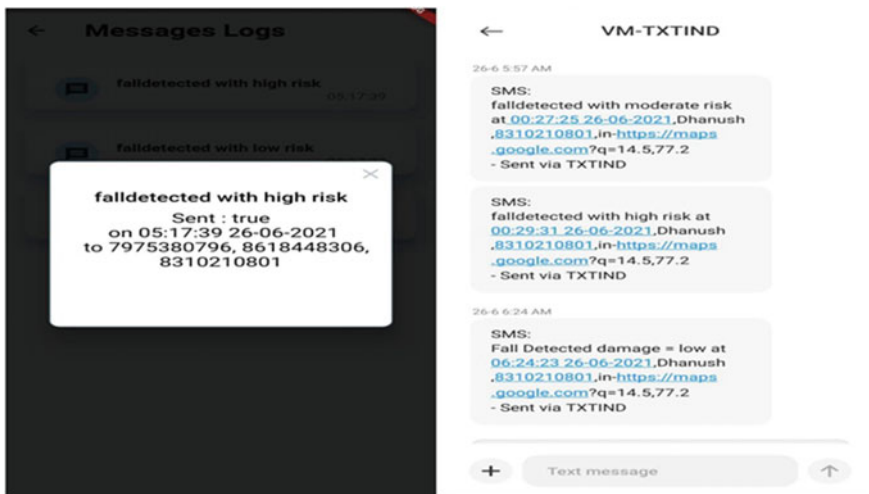 Messages Logs
falldetected with high risk
05:17:39
falldetected with low risk
falldetected with high risk
Sent : true
on 05:17:39 26-06-2021
to 7975380796, 8618448306,
8310210801
VM-TXTIND
26-6 5:57 AM
SMS:
falldetected with moderate risk
at 00:27:25 26-06-2021,Dhanush
,8310210801,in-https://maps
.google.com?q=14.5,77.2
- Sent via TXTIND
SMS:
falldetected with high risk at
00:29:31 26-06-2021,Dhanush
,8310210801,in-https://maps
.google.com?q=14.5,77.2
- Sent via TXTIND
26-6 6:24 AM
SMS:
Fall Detected damage = low at
06:24:23 26-06-2021,Dhanush
,8310210801,in-https://maps
.google.com?q=14.5,77.2
- Sent via TXTIND
Text message